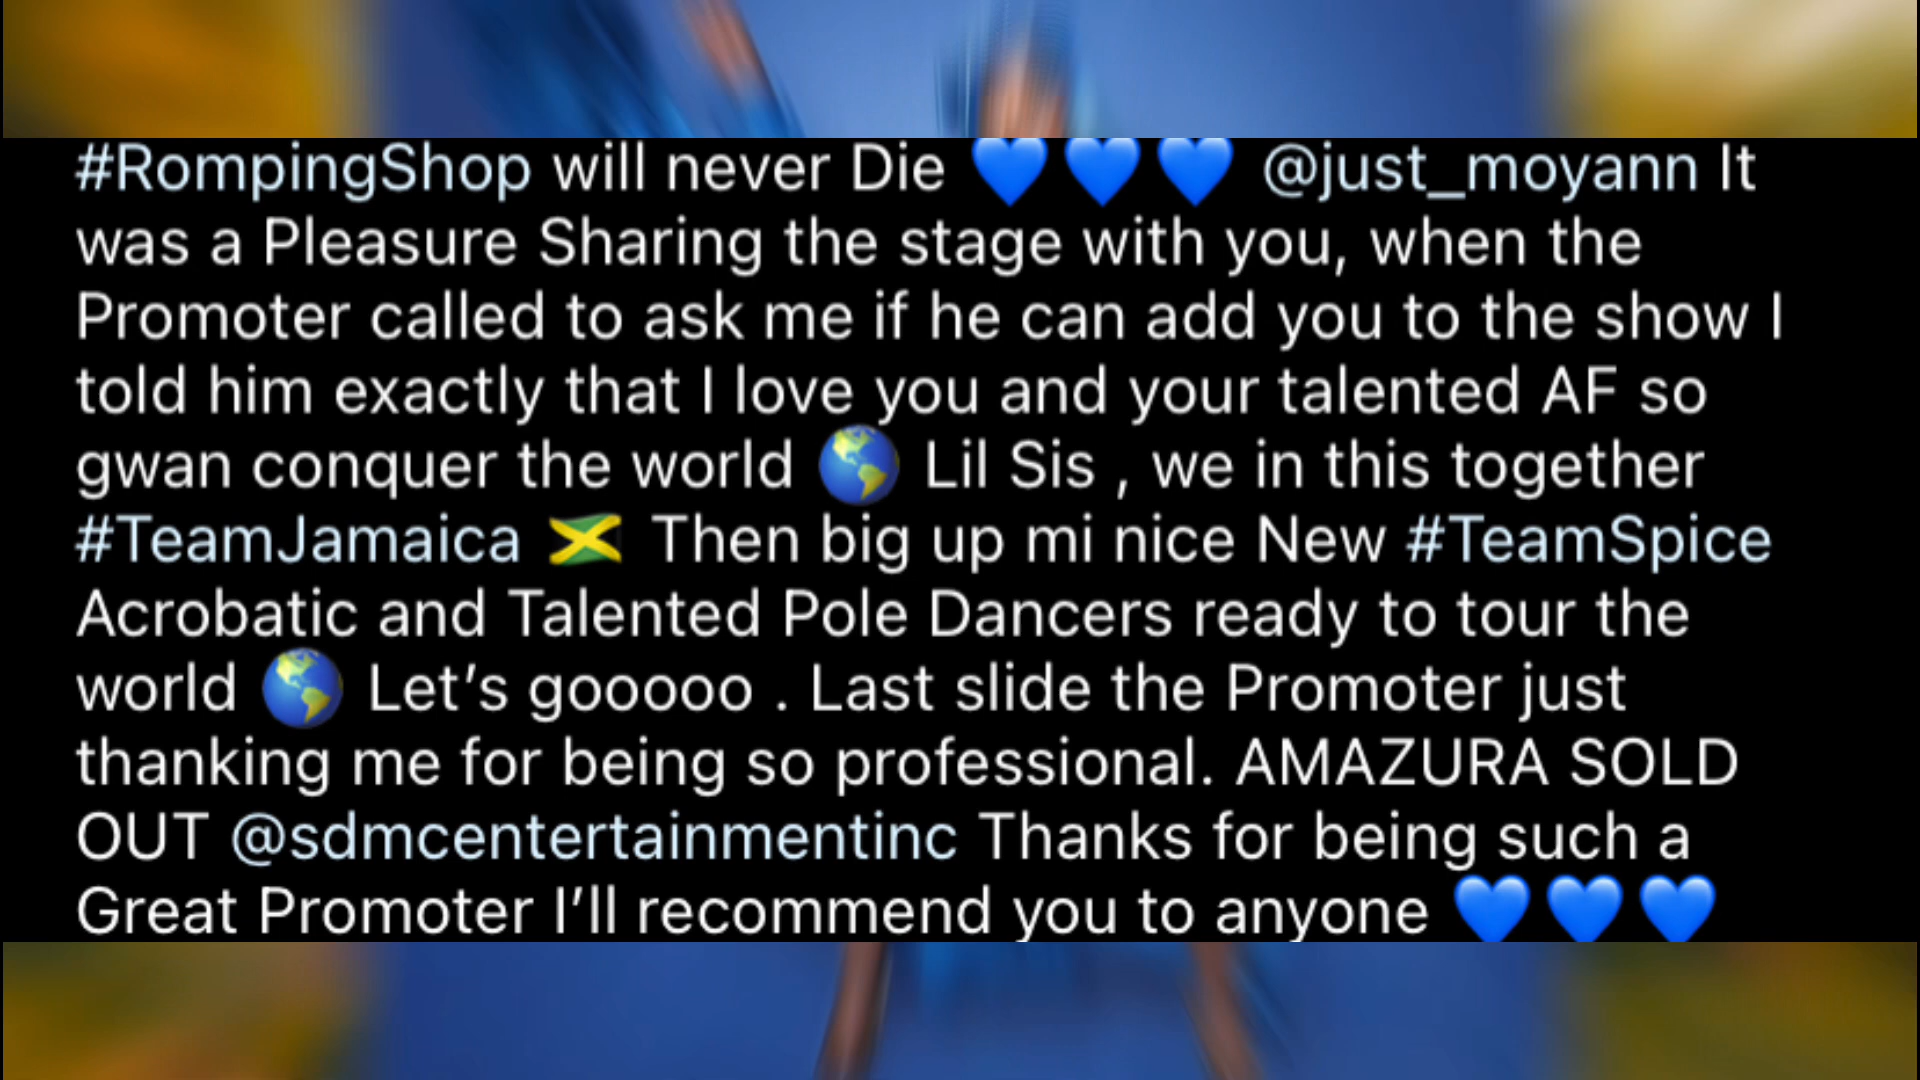 #RompingShop will never Die 💙💙💙 @just_moyann It
was a Pleasure Sharing the stage with you, when the
Promoter called to ask me if he can add you to the show I
told him exactly that I love you and your talented AF so
gwan conquer the world 🌎 Lil Sis , we in this together
#TeamJamaica 🇯🇲 Then big up mi nice New #TeamSpice
Acrobatic and Talented Pole Dancers ready to tour the
world 🌎 Let’s gooooo . Last slide the Promoter just
thanking me for being so professional. AMAZURA SOLD
OUT @sdmcentertainmentinc Thanks for being such a
Great Promoter I’ll recommend you to anyone 💙💙💙